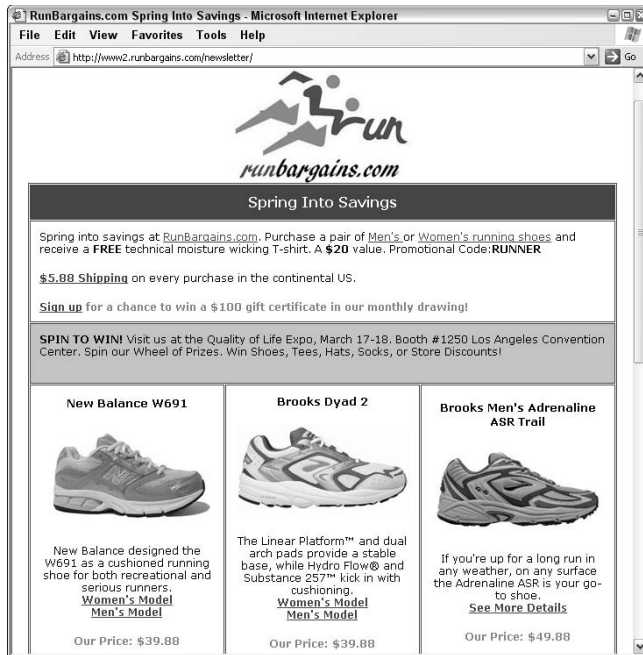 RunBargains.com Spring Into Savings - Microsoft Internet Explorer
File Edit View Favorites Tools Help
Address http://www2.runbargains.com/newsletter/ Go
run
runbargains.com
Spring Into Savings
Spring into savings at RunBargains.com. Purchase a pair of Men's or Women's running shoes and
receive a FREE technical moisture wicking T-shirt. A $20 value. Promotional Code:RUNNER
$5.88 Shipping on every purchase in the continental US.
Sign up for a chance to win a $100 gift certificate in our monthly drawing!
SPIN TO WIN! Visit us at the Quality of Life Expo, March 17-18. Booth #1250 Los Angeles Convention
Center. Spin our Wheel of Prizes. Win Shoes, Tees, Hats, Socks, or Store Discounts!
New Balance W691
New Balance designed the
W691 as a cushioned running
shoe for both recreational and
serious runners.
Women's Model
Men's Model
Our Price: $39.88
Brooks Dyad 2
The Linear Platform™ and dual
arch pads provide a stable
base, while Hydro Flow® and
Substance 257™ kick in with
cushioning.
Women's Model
Men's Model
Our Price: $39.88
Brooks Men's Adrenaline
ASR Trail
If you're up for a long run in
any weather, on any surface
the Adrenaline ASR is your go-
to shoe.
See More Details
Our Price: $49.88